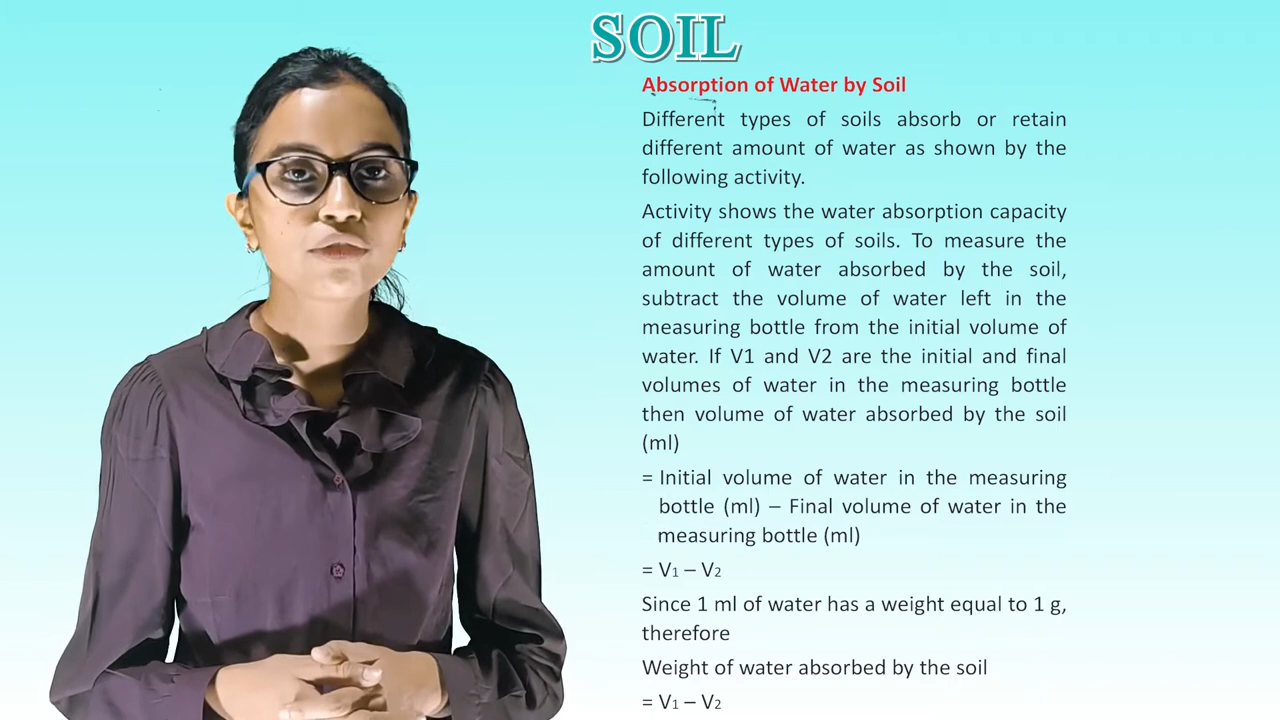 SOIL
Absorption of Water by Soil
Different types of soils absorb or retain
different amount of water as shown by the
following activity.
Activity shows the water absorption capacity
of different types of soils. To measure the
amount of water absorbed by the soil,
subtract the volume of water left in the
measuring bottle from the initial volume of
water. If V1 and V2 are the initial and final
volumes of water in the measuring bottle
then volume of water absorbed by the soil
(ml)
= Initial volume of water in the measuring
bottle (ml) – Final volume of water in the
measuring bottle (ml)
= V₁ – V₂
Since 1 ml of water has a weight equal to 1 g,
therefore
Weight of water absorbed by the soil
= V₁ – V₂